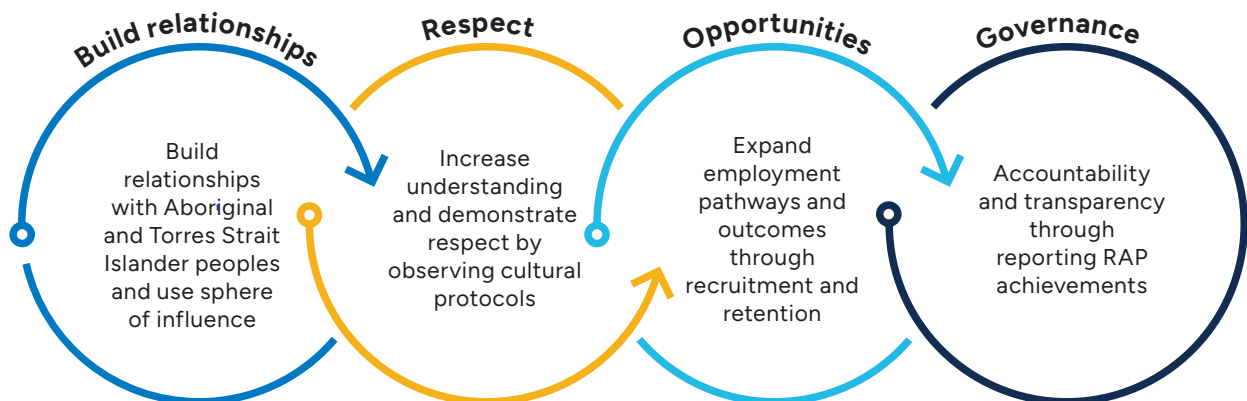 Build relationships
Build
relationships
with Aboriginal
and Torres Strait
Islander peoples
and use sphere
of influence
Respect
Increase
understanding
and demonstrate
respect by
observing cultural
protocols
Opportunities
Expand
employment
pathways and
outcomes
through
recruitment and
retention
Governance
Accountability
and transparency
through
reporting RAP
achievements